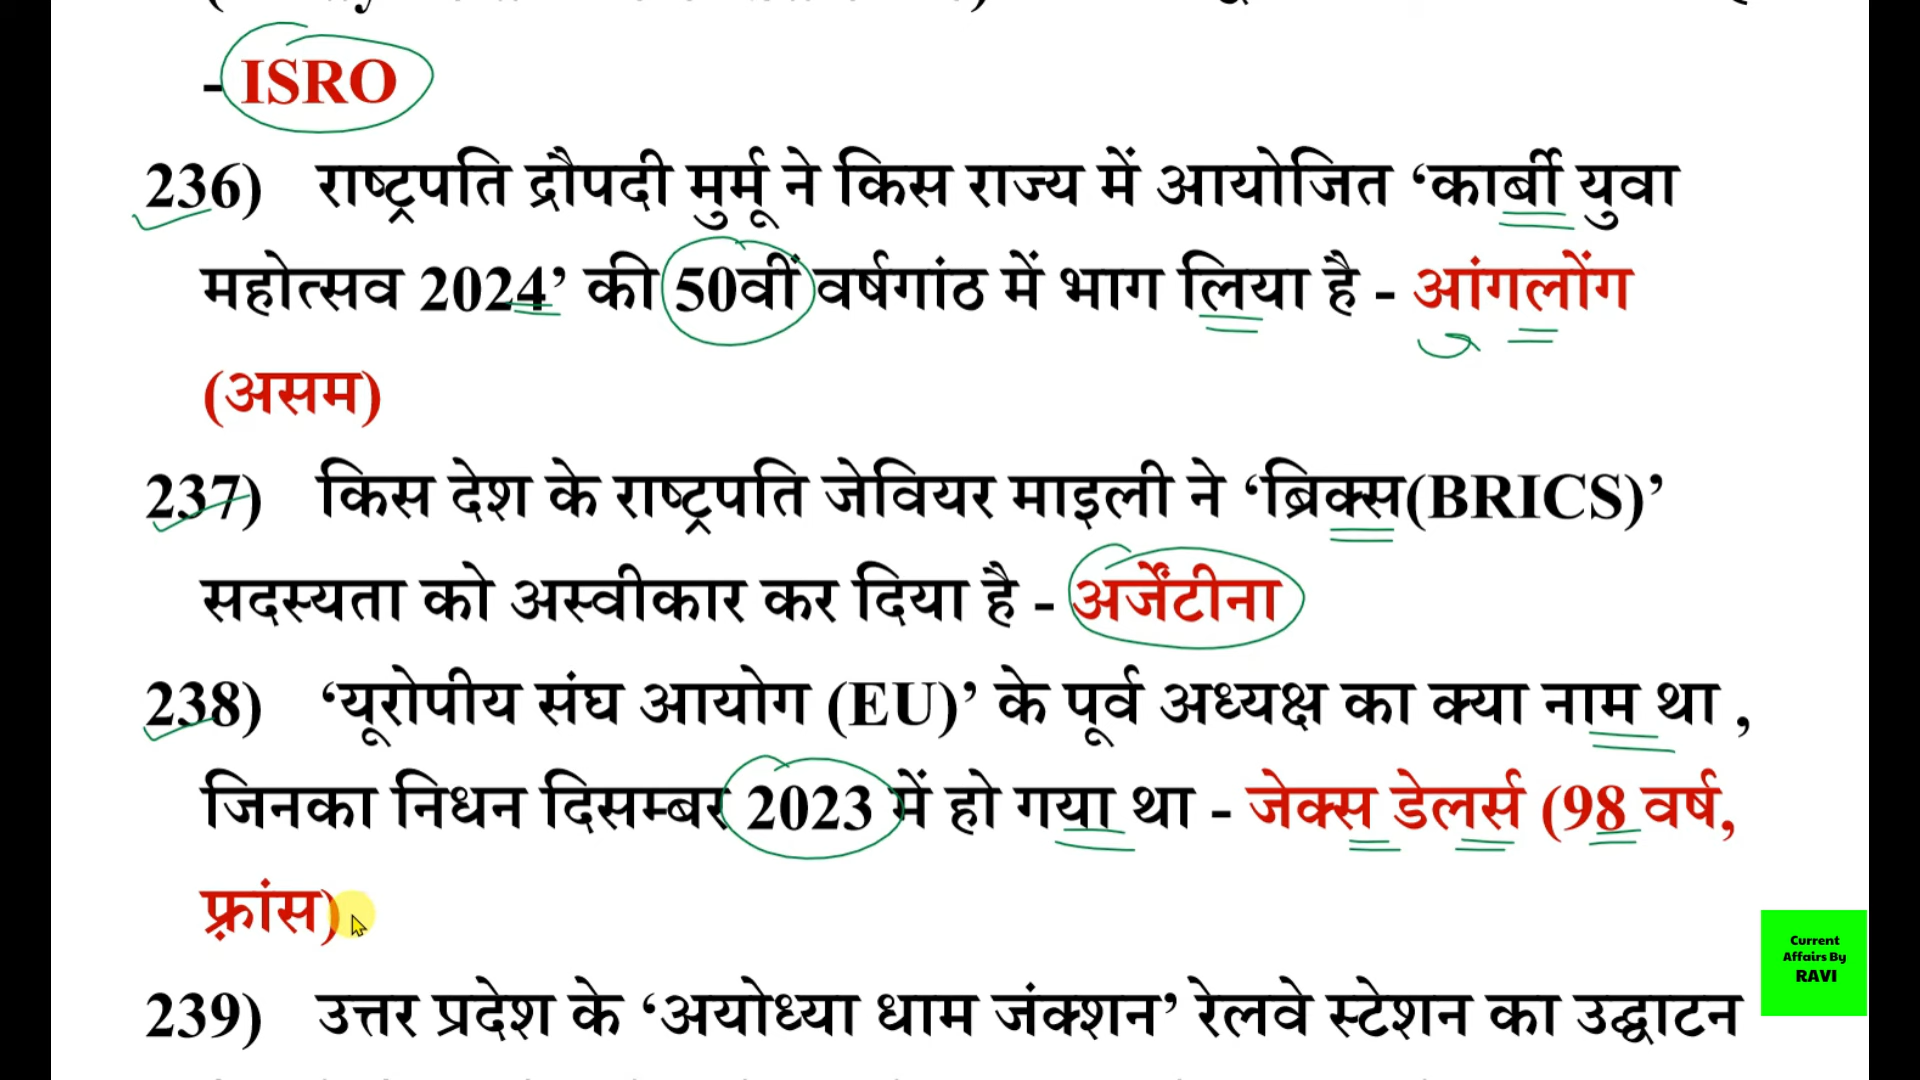 - ISRO
236) राष्ट्रपति द्रौपदी मुर्मू ने किस राज्य में आयोजित ‘कार्बी युवा
महोत्सव 2024’ की 50वीं वर्षगांठ में भाग लिया है - आंगलोंग
(असम)
237) किस देश के राष्ट्रपति जेवियर माइली ने ‘ब्रिक्स(BRICS)’
सदस्यता को अस्वीकार कर दिया है - अर्जेंटीना
238) ‘यूरोपीय संघ आयोग (EU)’ के पूर्व अध्यक्ष का क्या नाम था ,
जिनका निधन दिसम्बर 2023 में हो गया था - जेक्स डेलर्स (98 वर्ष,
फ़्रांस)
239) उत्तर प्रदेश के ‘अयोध्या धाम जंक्शन’ रेलवे स्टेशन का उद्घाटन
Current
Affairs By
RAVI